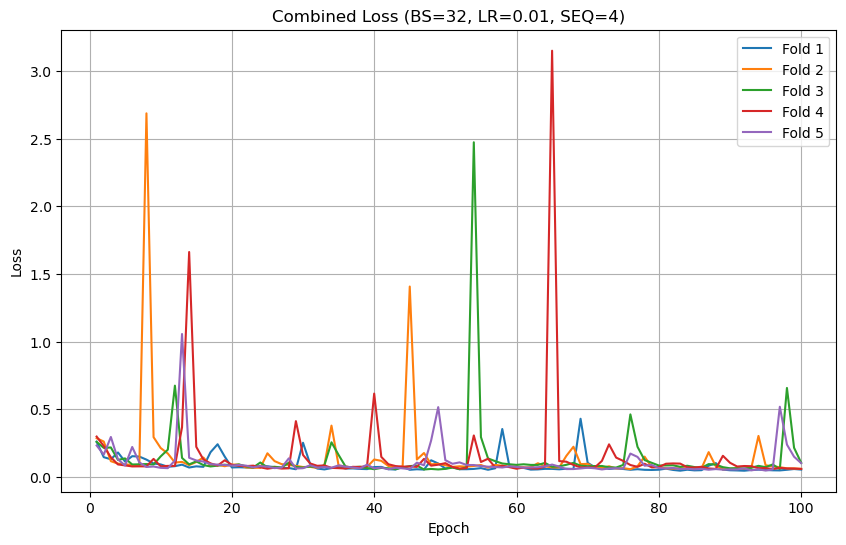 Combined Loss (BS=32, LR=0.01, SEQ=4)
Fold 1
Fold 2
Fold 3
Fold 4
Fold 5
Loss
3.0
2.5
2.0
1.5
1.0
0.5
0.0
0 20 40 60 80 100
Epoch